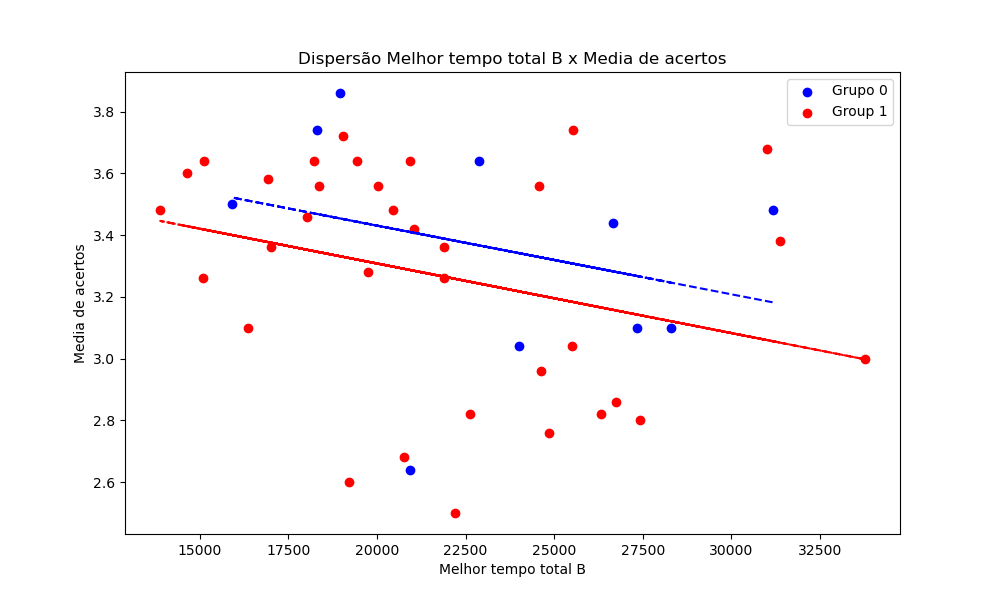 Dispersão Melhor tempo total B x Media de acertos
Grupo 0
Group 1
Media de acertos
3.8
3.6
3.4
3.2
3.0
2.8
2.6
15000 17500 20000 22500 25000 27500 30000 32500
Melhor tempo total B